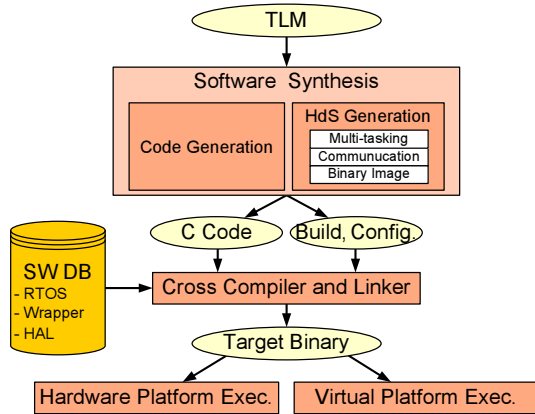 TLM
Software Synthesis
Code Generation
HdS Generation
Multi-tasking
Communucation
Binary Image
C Code
Build, Config.
SW DB
- RTOS
- Wrapper
- HAL
Cross Compiler and Linker
Target Binary
Hardware Platform Exec.
Virtual Platform Exec.